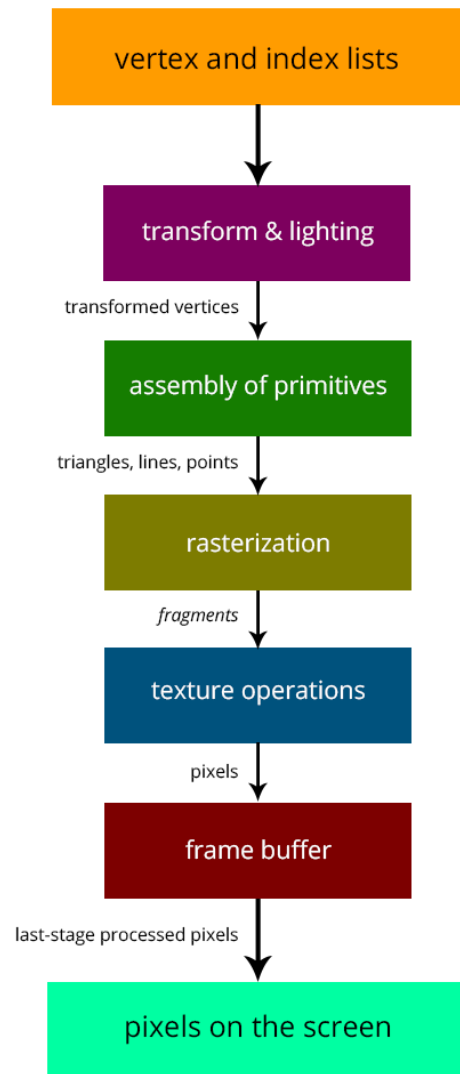 vertex and index lists
transform & lighting
transformed vertices
assembly of primitives
triangles, lines, points
rasterization
fragments
texture operations
pixels
frame buffer
last-stage processed pixels
pixels on the screen